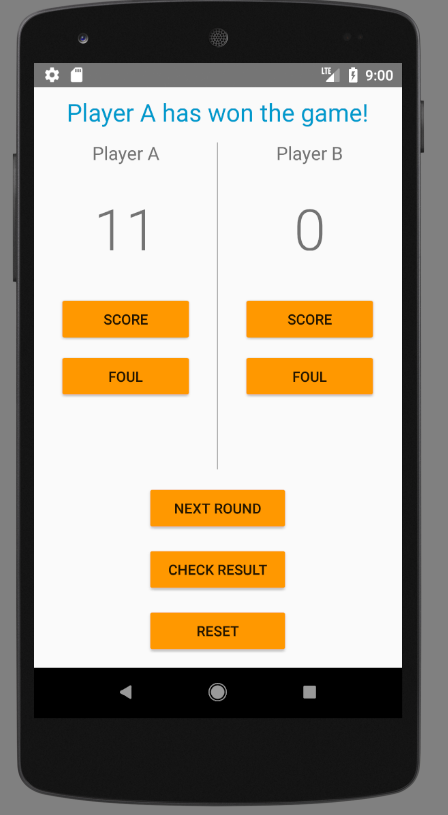 LTE 9:00
Player A has won the game!
Player A Player B
11 0
SCORE SCORE
FOUL FOUL
NEXT ROUND
CHECK RESULT
RESET